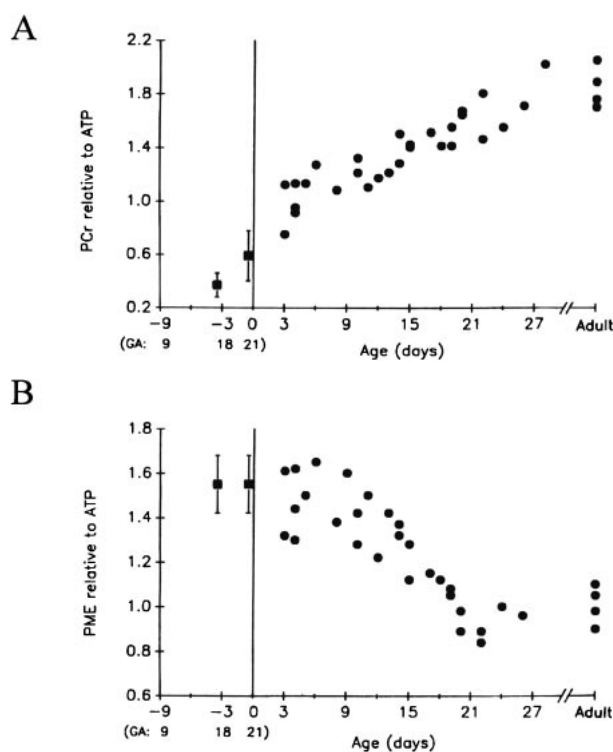 A
PCr relative to ATP
2.2
1.8
1.4
1.0
0.6
0.2
-9 -3 0 3 9 15 21 27 Adult
(GA: 9 18 21)
Age (days)
B
PME relative to ATP
1.8
1.6
1.4
1.2
1.0
0.8
0.6
-9 -3 0 3 9 15 21 27 Adult
(GA: 9 18 21)
Age (days)